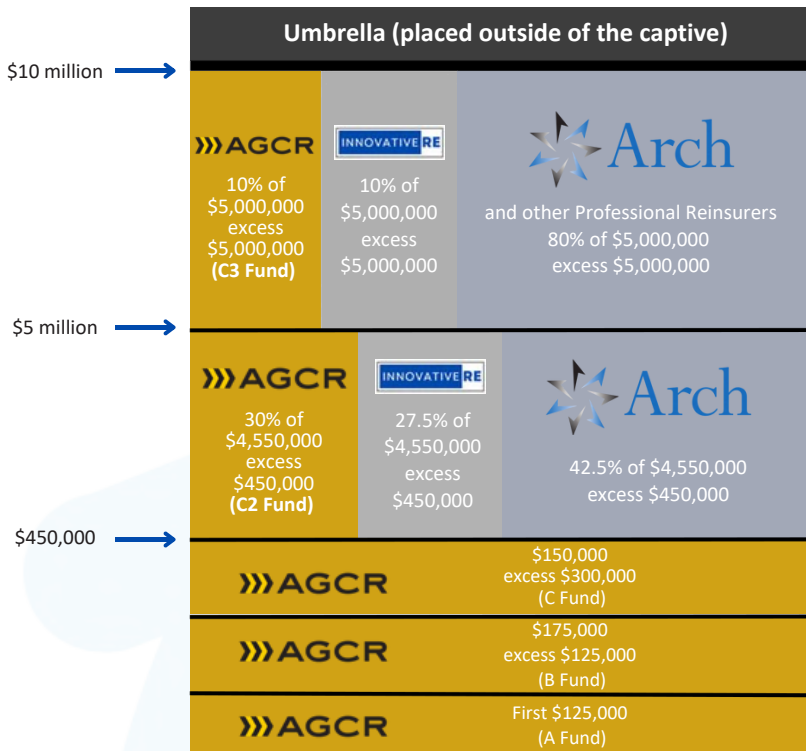 Umbrella (placed outside of the captive)
$10 million
AGCR
10% of
$5,000,000
excess
$5,000,000
(C3 Fund)
INNOVATIVE RE
10% of
$5,000,000
excess
$5,000,000
Arch
and other Professional Reinsurers
80% of $5,000,000
excess $5,000,000
$5 million
AGCR
30% of
$4,550,000
excess
$450,000
(C2 Fund)
INNOVATIVE RE
27.5% of
$4,550,000
excess
$450,000
Arch
42.5% of $4,550,000
excess $450,000
$450,000
AGCR
$150,000
excess $300,000
(C Fund)
AGCR
$175,000
excess $125,000
(B Fund)
AGCR
First $125,000
(A Fund)